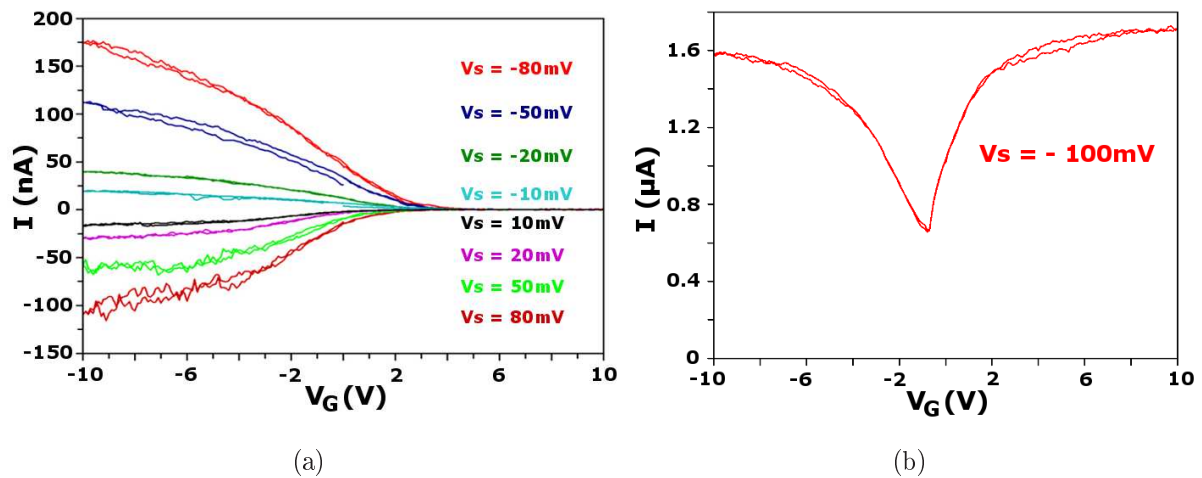 200
150
100
50
0
-50
-100
-150
I (nA)
-10
-6
-2
2
6
10
V_G (V)
Vs = -80mV
Vs = -50mV
Vs = -20mV
Vs = -10mV
Vs = 10mV
Vs = 20mV
Vs = 50mV
Vs = 80mV
(a)
1.6
1.2
0.8
0.4
0
I (µA)
-10
-6
-2
2
6
10
V_G (V)
Vs = - 100mV
(b)